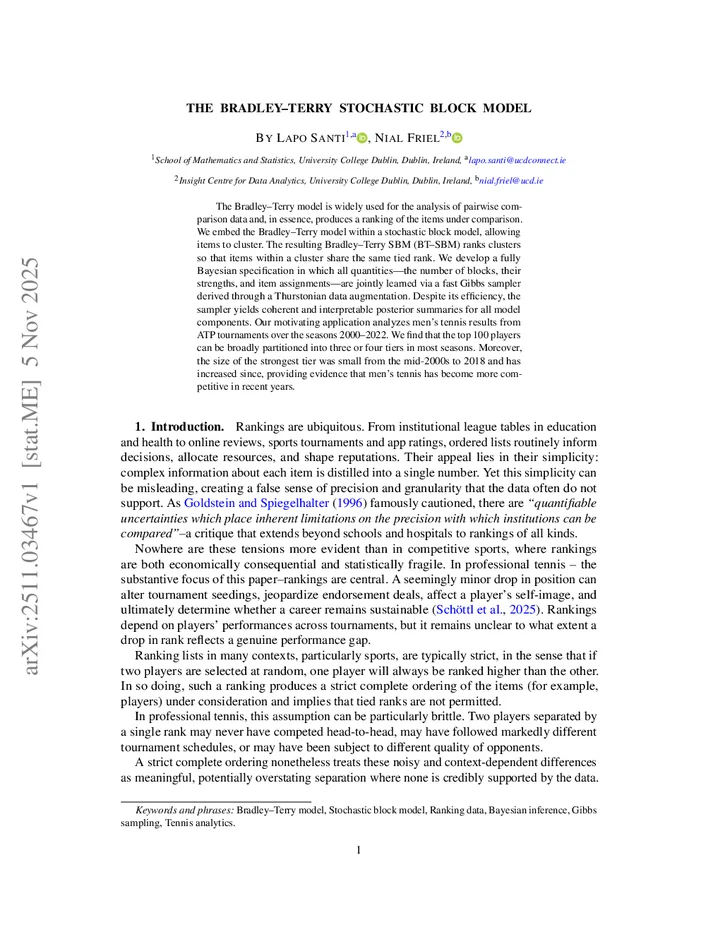 THE BRADLEY–TERRY STOCHASTIC BLOCK MODEL
BY LAPO SANTI1,a, NIAL FRIEL2,b
1School of Mathematics and Statistics, University College Dublin, Dublin, Ireland, alapo.santi@ucdconnect.ie
2Insight Centre for Data Analytics, University College Dublin, Dublin, Ireland, bnial.friel@ucd.ie
The Bradley–Terry model is widely used for the analysis of pairwise com-
parison data and, in essence, produces a ranking of the items under comparison.
We embed the Bradley–Terry model within a stochastic block model, allowing
items to cluster. The resulting Bradley–Terry SBM (BT–SBM) ranks clusters
so that items within a cluster share the same tied rank. We develop a fully
Bayesian specification in which all quantities—the number of blocks, their
strengths, and item assignments—are jointly learned via a fast Gibbs sampler
derived through a Thurstonian data augmentation. Despite its efficiency, the
sampler yields coherent and interpretable posterior summaries for all model
components. Our motivating application analyzes men's tennis results from
ATP tournaments over the seasons 2000–2022. We find that the top 100 players
can be broadly partitioned into three or four tiers in most seasons. Moreover,
the size of the strongest tier was small from the mid-2000s to 2018 and has
increased since, providing evidence that men's tennis has become more com-
petitive in recent years.
1. Introduction. Rankings are ubiquitous. From institutional league tables in education
and health to online reviews, sports tournaments and app ratings, ordered lists routinely inform
decisions, allocate resources, and shape reputations. Their appeal lies in their simplicity:
complex information about each item is distilled into a single number. Yet this simplicity can
be misleading, creating a false sense of precision and granularity that the data often do not
support. As Goldstein and Spiegelhalter (1996) famously cautioned, there are “quantifiable
uncertainties which place inherent limitations on the precision with which institutions can be
compared”–a critique that extends beyond schools and hospitals to rankings of all kinds.
Nowhere are these tensions more evident than in competitive sports, where rankings
are both economically consequential and statistically fragile. In professional tennis – the
substantive focus of this paper–rankings are central. A seemingly minor drop in position can
alter tournament seedings, jeopardize endorsement deals, affect a player's self-image, and
ultimately determine whether a career remains sustainable (Schöttl et al., 2025). Rankings
depend on players' performances across tournaments, but it remains unclear to what extent a
drop in rank reflects a genuine performance gap.
Ranking lists in many contexts, particularly sports, are typically strict, in the sense that if
two players are selected at random, one player will always be ranked higher than the other.
In so doing, such a ranking produces a strict complete ordering of the items (for example,
players) under consideration and implies that tied ranks are not permitted.
In professional tennis, this assumption can be particularly brittle. Two players separated by
a single rank may never have competed head-to-head, may have followed markedly different
tournament schedules, or may have been subject to different quality of opponents.
A strict complete ordering nonetheless treats these noisy and context-dependent differences
as meaningful, potentially overstating separation where none is credibly supported by the data.
Keywords and phrases: Bradley–Terry model, Stochastic block model, Ranking data, Bayesian inference, Gibbs
sampling, Tennis analytics.
1
arXiv:2511.03467v1 [stat.ME] 5 Nov 2025